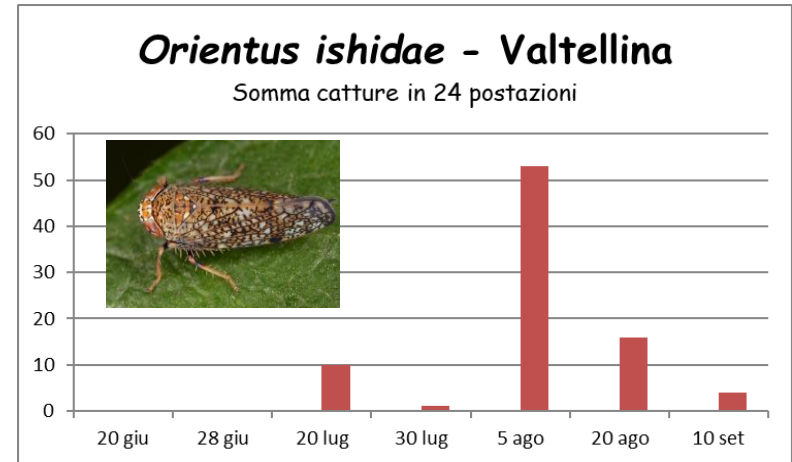 Orientus ishidae - Valtellina
Somma catture in 24 postazioni
60
50
40
30
20
10
0
20 giu 28 giu 20 lug 30 lug 5 ago 20 ago 10 set